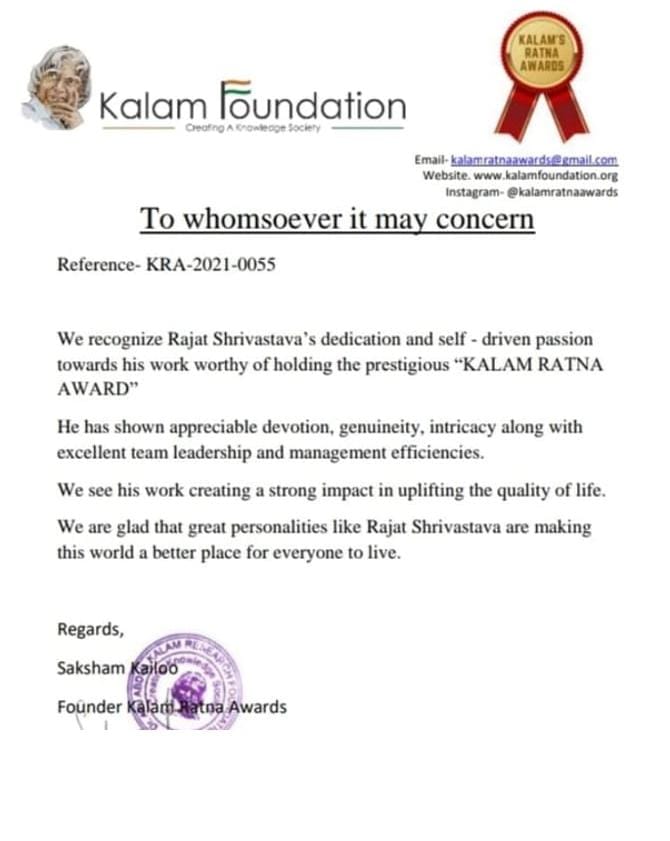 KALAM'S
RATNA
AWARDS
Kalam Foundation
Creating A Knowledge Society
Email- kalamratnaawards@gmail.com
Website. www.kalamfoundation.org
Instagram- @kalamratnaawards
To whomsoever it may concern
Reference- KRA-2021-0055
We recognize Rajat Shrivastava’s dedication and self - driven passion
towards his work worthy of holding the prestigious “KALAM RATNA
AWARD”
He has shown appreciable devotion, genuineity, intricacy along with
excellent team leadership and management efficiencies.
We see his work creating a strong impact in uplifting the quality of life.
We are glad that great personalities like Rajat Shrivastava are making
this world a better place for everyone to live.
Regards,
Saksham Kailoo
Founder Kalam Ratna Awards
KALAM RESEARCH